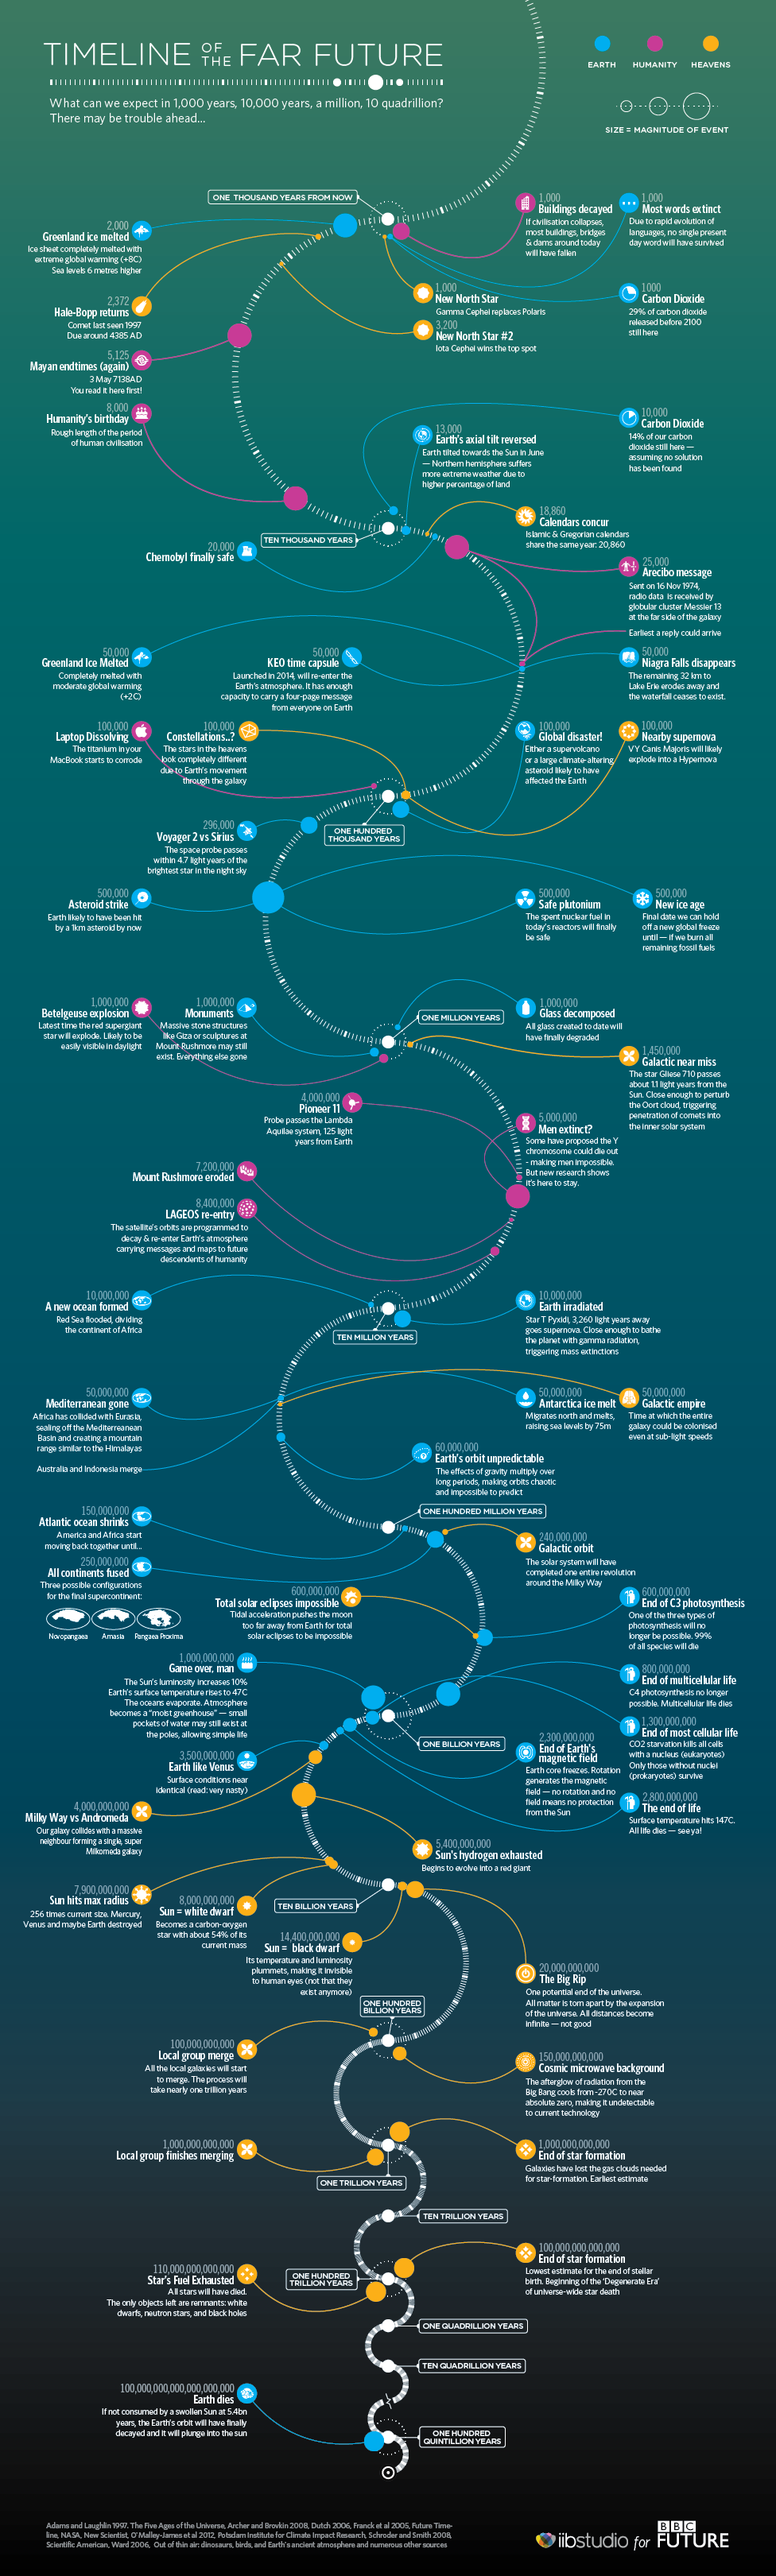 TIMELINE OF THE FAR FUTURE
What can we expect in 1,000 years, 10,000 years, a million, 10 quadrillion?
There may be trouble ahead...
EARTH
HUMANITY
HEAVENS
SIZE = MAGNITUDE OF EVENT
ONE THOUSAND YEARS FROM NOW
2,000
Greenland ice melted
Ice sheet completely melted with
extreme global warming (+8C)
Sea levels 6 metres higher
1,000
Buildings decayed
If civilisation collapses,
most buildings, bridges
& dams around today
will have fallen
1,000
Most words extinct
Due to rapid evolution of
languages, no single present
day word will have survived
2,372
Hale-Bopp returns
Comet last seen 1997
Due around 4385 AD
1,000
New North Star
Gamma Cephei replaces Polaris
1000
Carbon Dioxide
29% of carbon dioxide
released before 2100
still here
3,200
New North Star #2
Iota Cephei wins the top spot
5,125
Mayan endtimes (again)
3 May 7138AD
You read it here first!
8,000
Humanity's birthday
Rough length of the period
of human civilisation
13,000
Earth's axial tilt reversed
Earth tilted towards the Sun in June
— Northern hemisphere suffers
more extreme weather due to
higher percentage of land
10,000
Carbon Dioxide
14% of our carbon
dioxide still here —
assuming no solution
has been found
TEN THOUSAND YEARS
18,860
Calendars concur
Islamic & Gregorian calendars
share the same year: 20,860
20,000
Chernobyl finally safe
25,000
Arecibo message
Sent on 16 Nov 1974,
radio data is received by
globular cluster Messier 13
at the far side of the galaxy
Earliest a reply could arrive
50,000
Greenland Ice Melted
Completely melted with
moderate global warming
(+2C)
50,000
KEO time capsule
Launched in 2014, will re-enter the
Earth's atmosphere. It has enough
capacity to carry a four-page message
from everyone on Earth
50,000
Niagra Falls disappears
The remaining 32 km to
Lake Erie erodes away and
the waterfall ceases to exist.
100,000
Laptop Dissolving
The titanium in your
MacBook starts to corrode
100,000
Constellations..?
The stars in the heavens
look completely different
due to Earth's movement
through the galaxy
100,000
Global disaster!
Either a supervolcano
or a large climate-altering
asteroid likely to have
affected the Earth
100,000
Nearby supernova
VY Canis Majoris will likely
explode into a Hypernova
ONE HUNDRED
THOUSAND YEARS
296,000
Voyager 2 vs Sirius
The space probe passes
within 4.7 light years of the
brightest star in the night sky
500,000
Asteroid strike
Earth likely to have been hit
by a 1km asteroid by now
500,000
Safe plutonium
The spent nuclear fuel in
today's reactors will finally
be safe
500,000
New ice age
Final date we can hold
off a new global freeze
until — if we burn all
remaining fossil fuels
1,000,000
Betelgeuse explosion
Latest time the red supergiant
star will explode. Likely to be
easily visible in daylight
1,000,000
Monuments
Massive stone structures
like Giza or sculptures at
Mount Rushmore may still
exist. Everything else gone
1,000,000
Glass decomposed
All glass created to date will
have finally degraded
ONE MILLION YEARS
1,450,000
Galactic near miss
The star Gliese 710 passes
about 1.1 light years from the
Sun. Close enough to perturb
the Oort cloud, triggering
penetration of comets into
the inner solar system
4,000,000
Pioneer 11
Probe passes the Lambda
Aquilae system, 125 light
years from Earth
5,000,000
Men extinct?
Some have proposed the Y
chromosome could die out
- making men impossible.
But new research shows
it's here to stay.
7,200,000
Mount Rushmore eroded
8,400,000
LAGEOS re-entry
The satellite's orbits are programmed to
decay & re-enter Earth's atmosphere
carrying messages and maps to future
descendents of humanity
10,000,000
A new ocean formed
Red Sea flooded, dividing
the continent of Africa
10,000,000
Earth irradiated
Star T Pyxidi, 3,260 light years away
goes supernova. Close enough to bathe
the planet with gamma radiation,
triggering mass extinctions
TEN MILLION YEARS
50,000,000
Mediterranean gone
Africa has collided with Eurasia,
sealing off the Mediterreanean
Basin and creating a mountain
range similar to the Himalayas
Australia and Indonesia merge
50,000,000
Antarctica ice melt
Migrates north and melts,
raising sea levels by 75m
50,000,000
Galactic empire
Time at which the entire
galaxy could be colonised
even at sub-light speeds
60,000,000
Earth's orbit unpredictable
The effects of gravity multiply over
long periods, making orbits chaotic
and impossible to predict
ONE HUNDRED MILLION YEARS
150,000,000
Atlantic ocean shrinks
America and Africa start
moving back together until...
240,000,000
Galactic orbit
The solar system will have
completed one entire revolution
around the Milky Way
250,000,000
All continents fused
Three possible configurations
for the final supercontinent:
Novopangaea
Amasia
Pangaea Proxima
600,000,000
Total solar eclipses impossible
Tidal acceleration pushes the moon
too far away from Earth for total
solar eclipses to be impossible
600,000,000
End of C3 photosynthesis
One of the three types of
photosynthesis will no
longer be possible. 99%
of all species will die
1,000,000,000
Game over, man
The Sun's luminosity increases 10%
Earth's surface temperature rises to 47C
The oceans evaporate. Atmosphere
becomes a "moist greenhouse" — small
pockets of water may still exist at
the poles, allowing simple life
800,000,000
End of multicellular life
C4 photosynthesis no longer
possible. Multicellular life dies
1,300,000,000
End of most cellular life
CO2 starvation kills all cells
with a nucleus (eukaryotes)
Only those without nuclei
(prokaryotes) survive
ONE BILLION YEARS
2,300,000,000
End of Earth's
magnetic field
Earth core freezes. Rotation
generates the magnetic
field — no rotation and no
field means no protection
from the Sun
3,500,000,000
Earth like Venus
Surface conditions near
identical (read: very nasty)
2,800,000,000
The end of life
Surface temperature hits 147C.
All life dies — see ya!
4,000,000,000
Milky Way vs Andromeda
Our galaxy collides with a massive
neighbour forming a single, super
Milkomeda galaxy
5,400,000,000
Sun's hydrogen exhausted
Begins to evolve into a red giant
7,900,000,000
Sun hits max radius
256 times current size. Mercury,
Venus and maybe Earth destroyed
8,000,000,000
Sun = white dwarf
Becomes a carbon-oxygen
star with about 54% of its
current mass
TEN BILLION YEARS
14,400,000,000
Sun = black dwarf
Its temperature and luminosity
plummets, making it invisible
to human eyes (not that they
exist anymore)
20,000,000,000
The Big Rip
One potential end of the universe.
All matter is torn apart by the expansion
of the universe. All distances become
infinite — not good
ONE HUNDRED
BILLION YEARS
100,000,000,000
Local group merge
All the local galaxies will start
to merge. The process will
take nearly one trillion years
150,000,000,000
Cosmic microwave background
The afterglow of radiation from the
Big Bang cools from -270C to near
absolute zero, making it undetectable
to current technology
1,000,000,000,000
Local group finishes merging
1,000,000,000,000
End of star formation
Galaxies have lost the gas clouds needed
for star-formation. Earliest estimate
ONE TRILLION YEARS
TEN TRILLION YEARS
100,000,000,000,000
End of star formation
Lowest estimate for the end of stellar
birth. Beginning of the 'Degenerate Era'
of universe-wide star death
110,000,000,000,000
Star's Fuel Exhausted
All stars will have died.
The only objects left are remnants: white
dwarfs, neutron stars, and black holes
ONE HUNDRED
TRILLION YEARS
ONE QUADRILLION YEARS
TEN QUADRILLION YEARS
100,000,000,000,000,000,000
Earth dies
If not consumed by a swollen Sun at 5.4bn
years, the Earth's orbit will have finally
decayed and it will plunge into the sun
ONE HUNDRED
QUINTILLION YEARS
Adams and Laughlin 1997. The Five Ages of the Universe, Archer and Brovkin 2008, Dutch 2006, Franck et al 2005, Future Time-
line, NASA, New Scientist, O'Malley-James et al 2012, Potsdam Institute for Climate Impact Research, Schroder and Smith 2008,
Scientific American, Ward 2006, Out of thin air: dinosaurs, birds, and Earth's ancient atmosphere and numerous other sources
iibstudio for BBC FUTURE